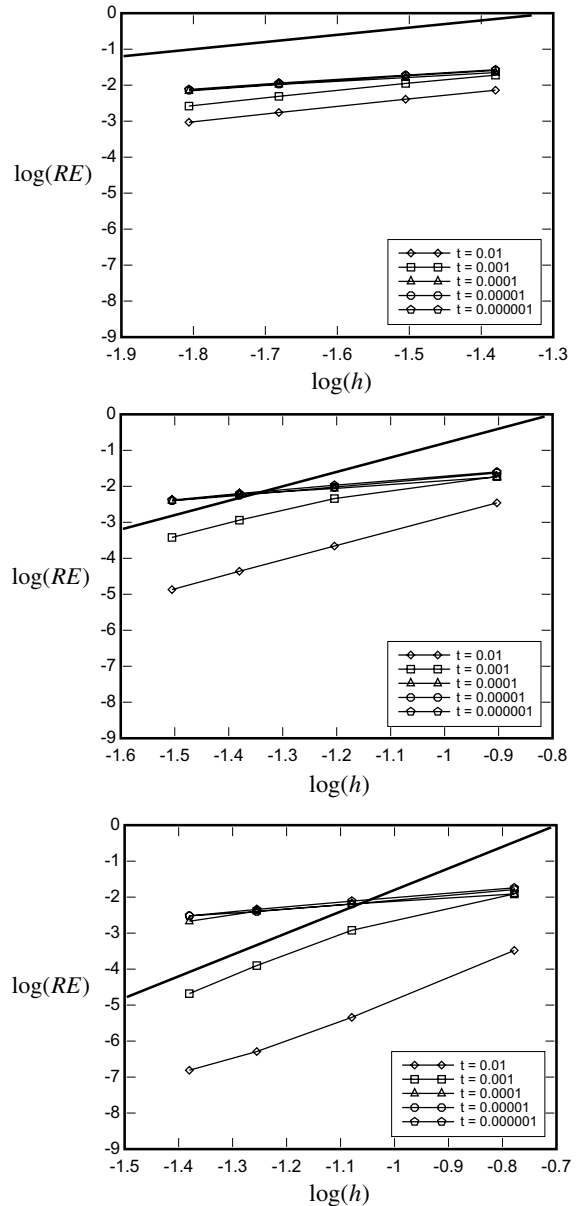 0
-1
-2
-3
-4
-5
-6
-7
-8
-9
log(RE)
t = 0.01
t = 0.001
t = 0.0001
t = 0.00001
t = 0.000001
-1.9 -1.8 -1.7 -1.6 -1.5 -1.4 -1.3
log(h)
0
-1
-2
-3
-4
-5
-6
-7
-8
-9
log(RE)
t = 0.01
t = 0.001
t = 0.0001
t = 0.00001
t = 0.000001
-1.6 -1.5 -1.4 -1.3 -1.2 -1.1 -1 -0.9 -0.8
log(h)
0
-1
-2
-3
-4
-5
-6
-7
-8
-9
log(RE)
t = 0.01
t = 0.001
t = 0.0001
t = 0.00001
t = 0.000001
-1.5 -1.4 -1.3 -1.2 -1.1 -1 -0.9 -0.8 -0.7
log(h)